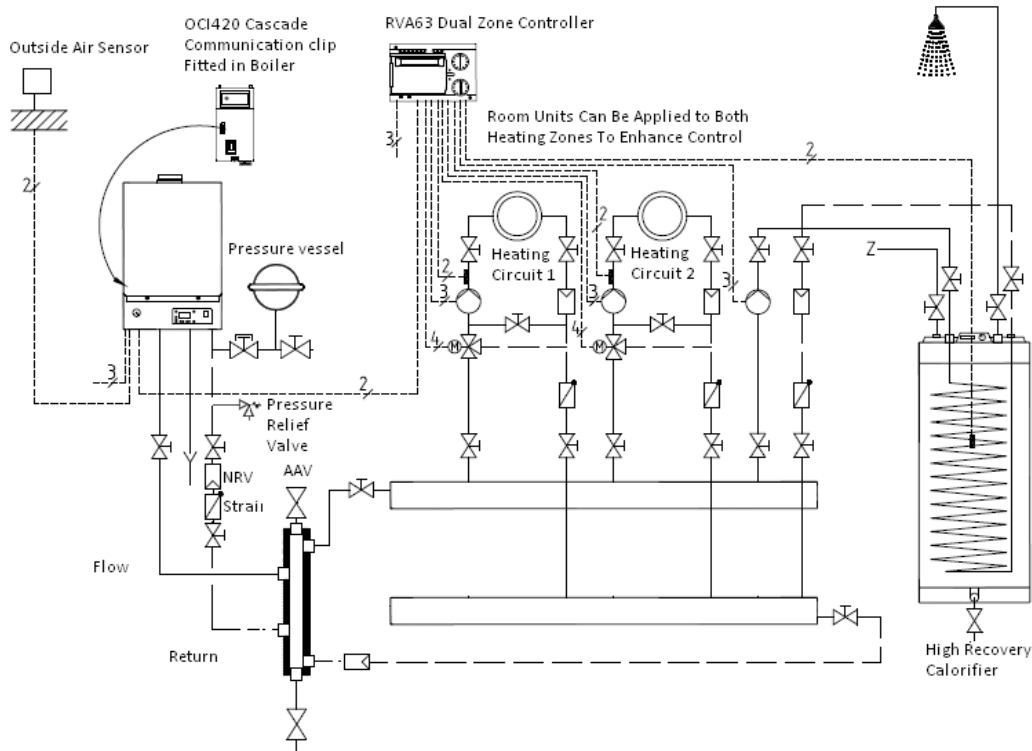 OCI420 Cascade
Communication clip
Fitted in Boiler
RVA63 Dual Zone Controller
Outside Air Sensor
Room Units Can Be Applied to Both
Heating Zones To Enhance Control
3
2
2
Pressure vessel
Heating
Circuit 1
Heating
Circuit 2
Z
2
2
3
3
3
4
4
3
2
Pressure
Relief
Valve
AAV
NRV
Strain
Flow
Return
M
M
High Recovery
Calorifier